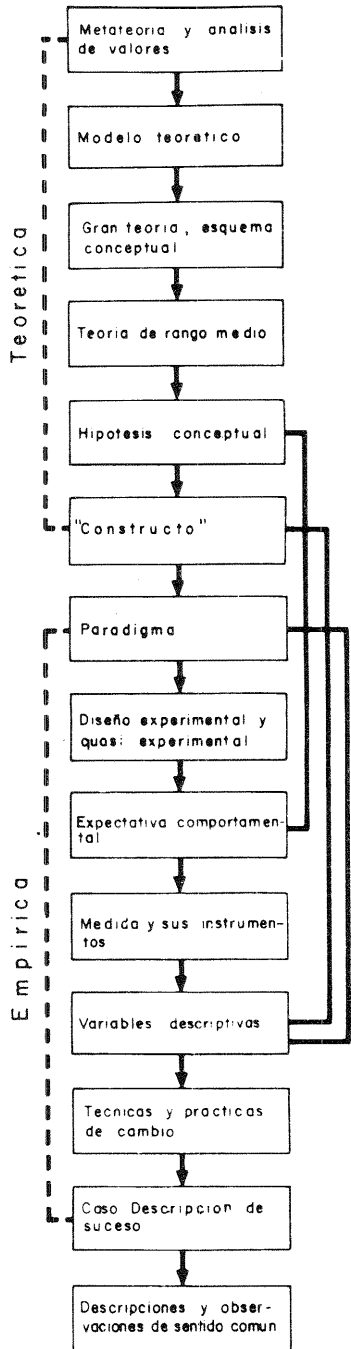 Metateoria y analisis
de valores
Modelo teoretico
Gran teoria, esquema
conceptual
Teoria de rango medio
Hipotesis conceptual
"Constructo"
Paradigma
Diseño experimental y
quasi experimental
Expectativa comportamen-
tal
Medida y sus instrumen-
tos
Variables descriptivas
Tecnicas y practicas
de cambio
Caso Descripcion de
suceso
Descripciones y obser-
vaciones de sentido comun
Teoretica
Empirica